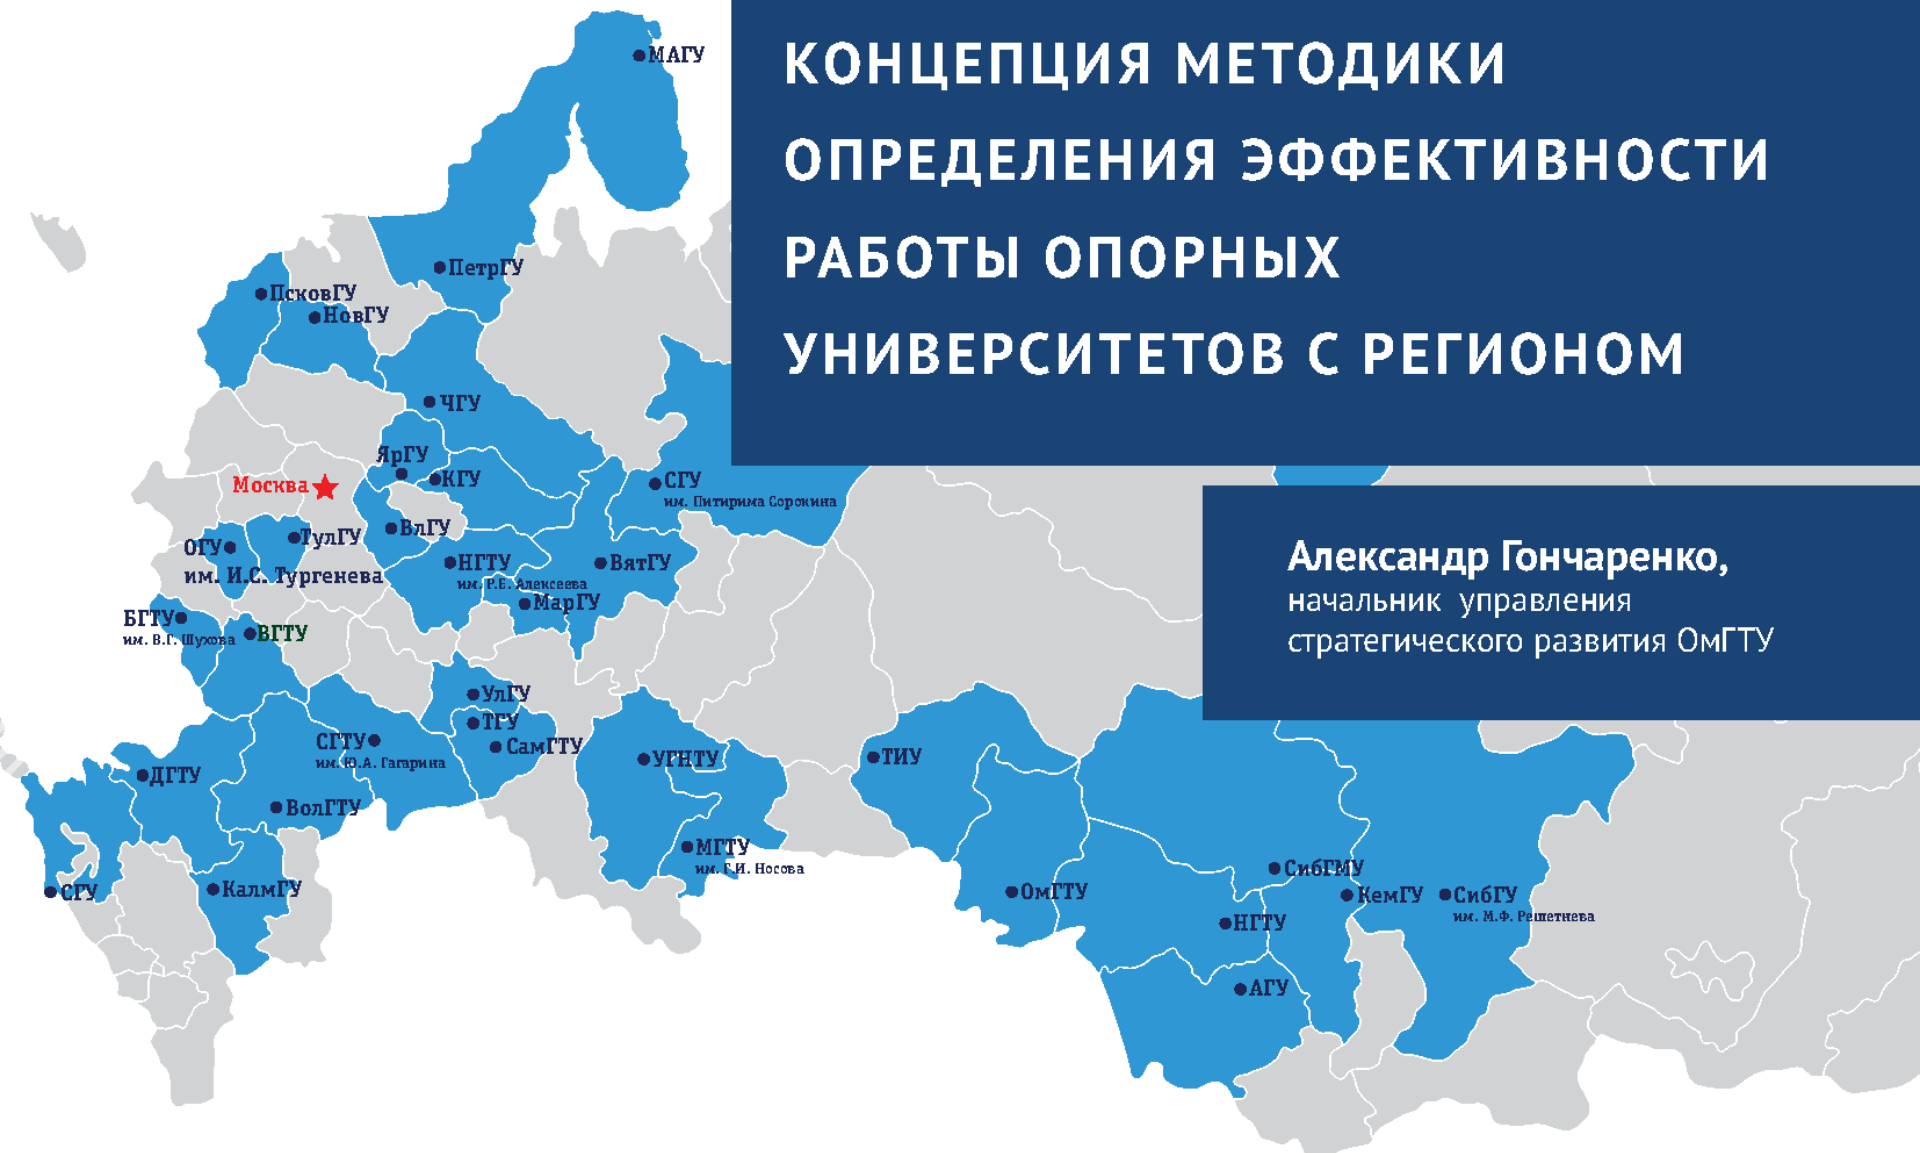 КОНЦЕПЦИЯ МЕТОДИКИ
ОПРЕДЕЛЕНИЯ ЭФФЕКТИВНОСТИ
РАБОТЫ ОПОРНЫХ
УНИВЕРСИТЕТОВ С РЕГИОНОМ
Александр Гончаренко,
начальник управления
стратегического развития ОмГТУ
МАГУ
ПетрГУ
ПсковГУ
НовГУ
ЧГУ
ЯрГУ
КГУ
Москва
СГУ
им. Питирима Сорокина
ВлГУ
ТулГУ
ОГУ
им. И.С. Тургенева
НГТУ
им. Р.Е. Алексеева
ВятГУ
МарГУ
БГТУ
им. В.Г. Шухова
ВГТУ
УлГУ
ТГУ
СамГТУ
СГТУ
им. Ю.А. Гагарина
УГНТУ
ТИУ
ДГТУ
ВолГТУ
МГТУ
им. Г.И. Носова
СГУ
КалмГУ
ОмГТУ
СибГМУ
КемГУ
СибГУ
им. М.Ф. Решетнева
НГТУ
АГУ